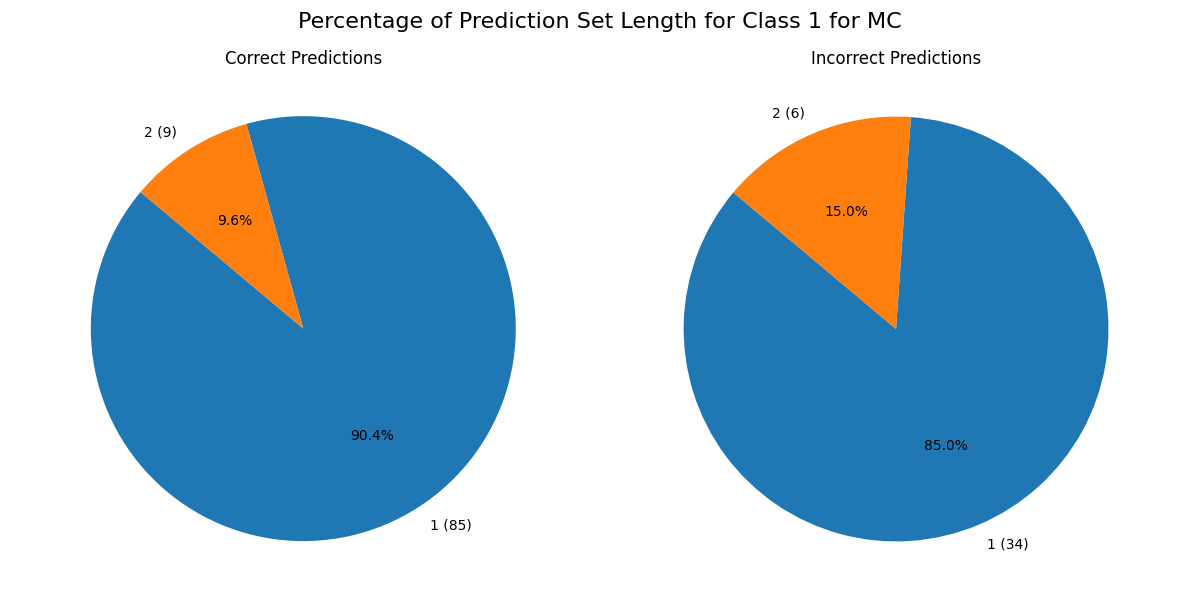 Percentage of Prediction Set Length for Class 1 for MC
Correct Predictions
2 (9)
9.6%
90.4%
1 (85)
Incorrect Predictions
2 (6)
15.0%
85.0%
1 (34)